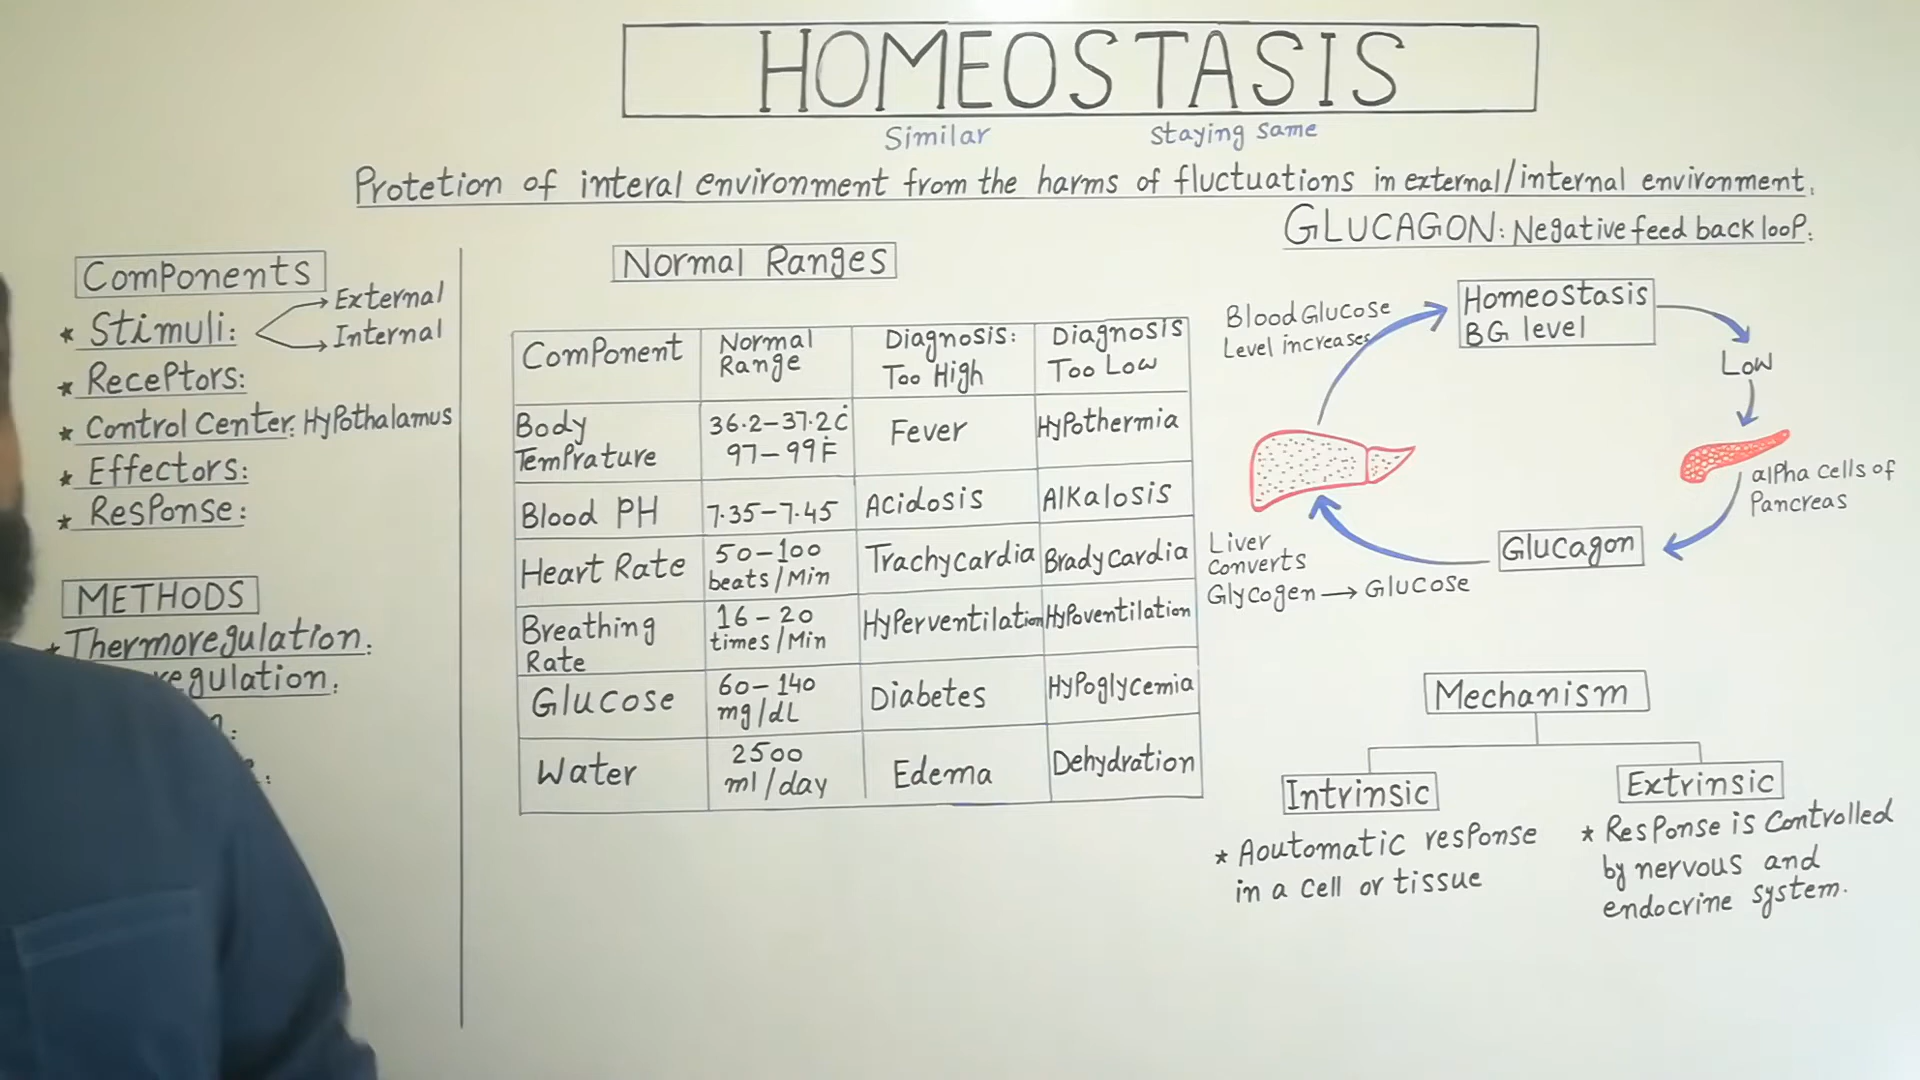 HOMEOSTASIS
Similar
Staying same
Protetion of interal environment from the harms of fluctuations in external/internal environment.
Components
* Stimuli:
External
Internal
* Receptors:
* Control Center: Hypothalamus
* Effectors:
* Response:
METHODS
* Thermoregulation.
regulation.
Normal Ranges
Component
Normal
Range
Diagnosis:
Too High
Diagnosis
Too Low
Body
Temprature
36.2-37.2c
97-99F
Fever
Hypothermia
Blood PH
7.35-7.45
Acidosis
Alkalosis
Heart Rate
50-100
beats/Min
Trachycardia
Bradycardia
Breathing
Rate
16-20
times/Min
Hyperventilation
Hypoventilation
Glucose
60-140
mg/dL
Diabetes
Hypoglycemia
Water
2500
ml/day
Edema
Dehydration
GLUCAGON: Negative feed back loop.
Homeostasis
BG level
Low
alpha cells of
Pancreas
Glucagon
Liver
converts
Glycogen → Glucose
Blood Glucose
Level increases
Mechanism
Intrinsic
* Aoutomatic response
in a cell or tissue
Extrinsic
* Response is controlled
by nervous and
endocrine system.